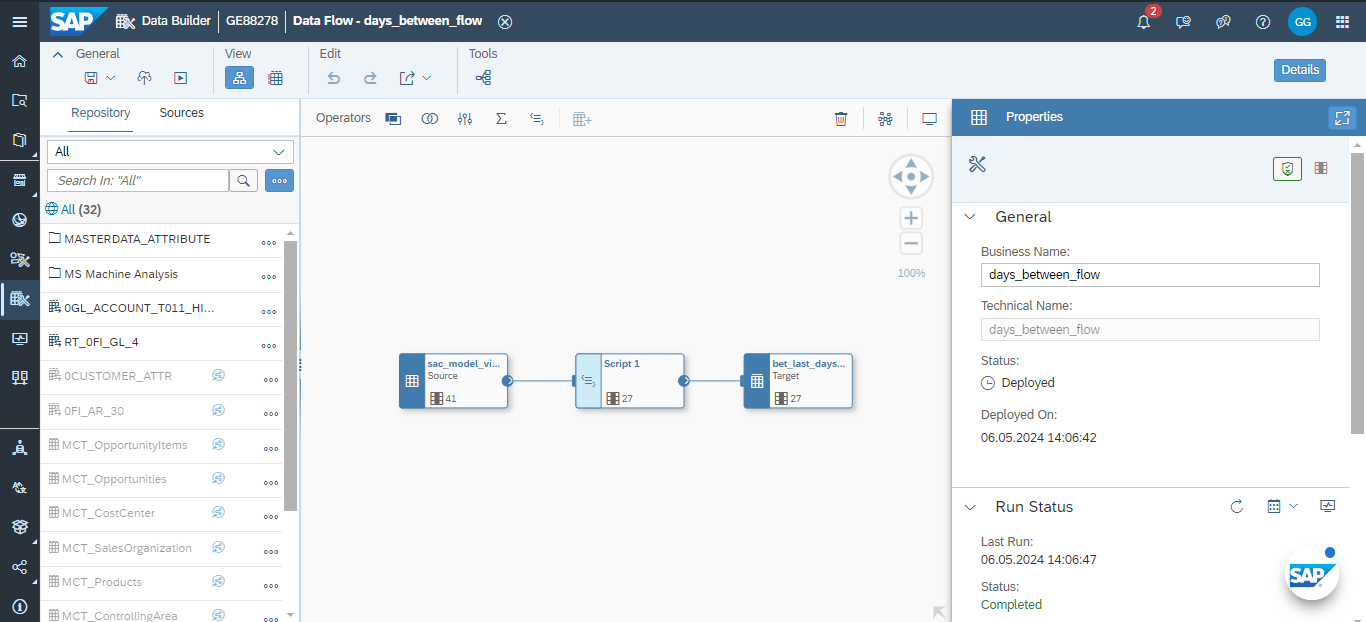 SAP Data Builder GE88278 Data Flow - days_between_flow 2 GG
General View Edit Tools
Details
Repository Sources
Operators
Properties
All
Search In: "All"
All (32)
MASTERDATA_ATTRIBUTE
MS Machine Analysis
0GL_ACCOUNT_T011_HI...
RT_0FI_GL_4
0CUSTOMER_ATTR
0FI_AR_30
MCT_OpportunityItems
MCT_Opportunities
MCT_CostCenter
MCT_SalesOrganization
MCT_Products
MCT_ControllingArea
100%
sac_model_vi...
Source
41
Script 1
27
bet_last_days...
Target
27
General
Business Name:
days_between_flow
Technical Name:
days_between_flow
Status:
Deployed
Deployed On:
06.05.2024 14:06:42
Run Status
Last Run:
06.05.2024 14:06:47
Status:
Completed
SAP